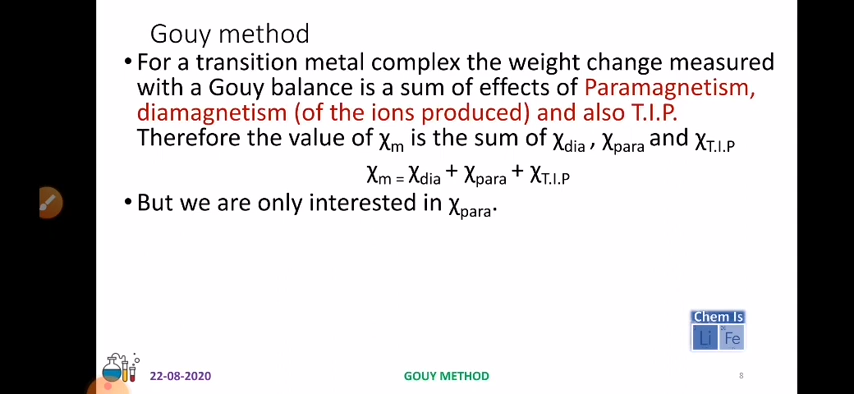 Gouy method
• For a transition metal complex the weight change measured
with a Gouy balance is a sum of effects of Paramagnetism,
diamagnetism (of the ions produced) and also T.I.P.
Therefore the value of χm is the sum of χdia , χpara and χT.I.P
χm = χdia + χpara + χT.I.P
• But we are only interested in χpara.
Chem Is
Li Fe
22-08-2020 GOUY METHOD 8